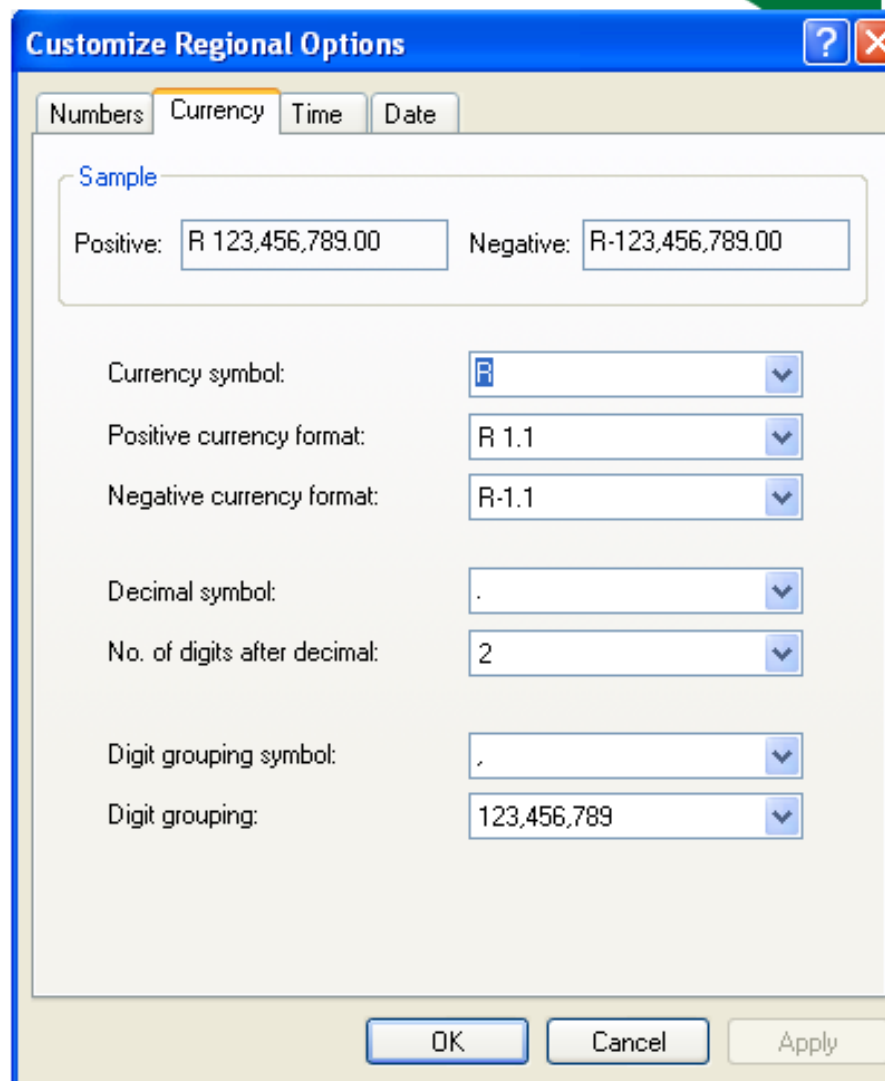 Customize Regional Options
Numbers Currency Time Date
Sample
Positive: R 123,456,789.00 Negative: R-123,456,789.00
Currency symbol: R
Positive currency format: R 1.1
Negative currency format: R-1.1
Decimal symbol: .
No. of digits after decimal: 2
Digit grouping symbol: ,
Digit grouping: 123,456,789
OK Cancel Apply